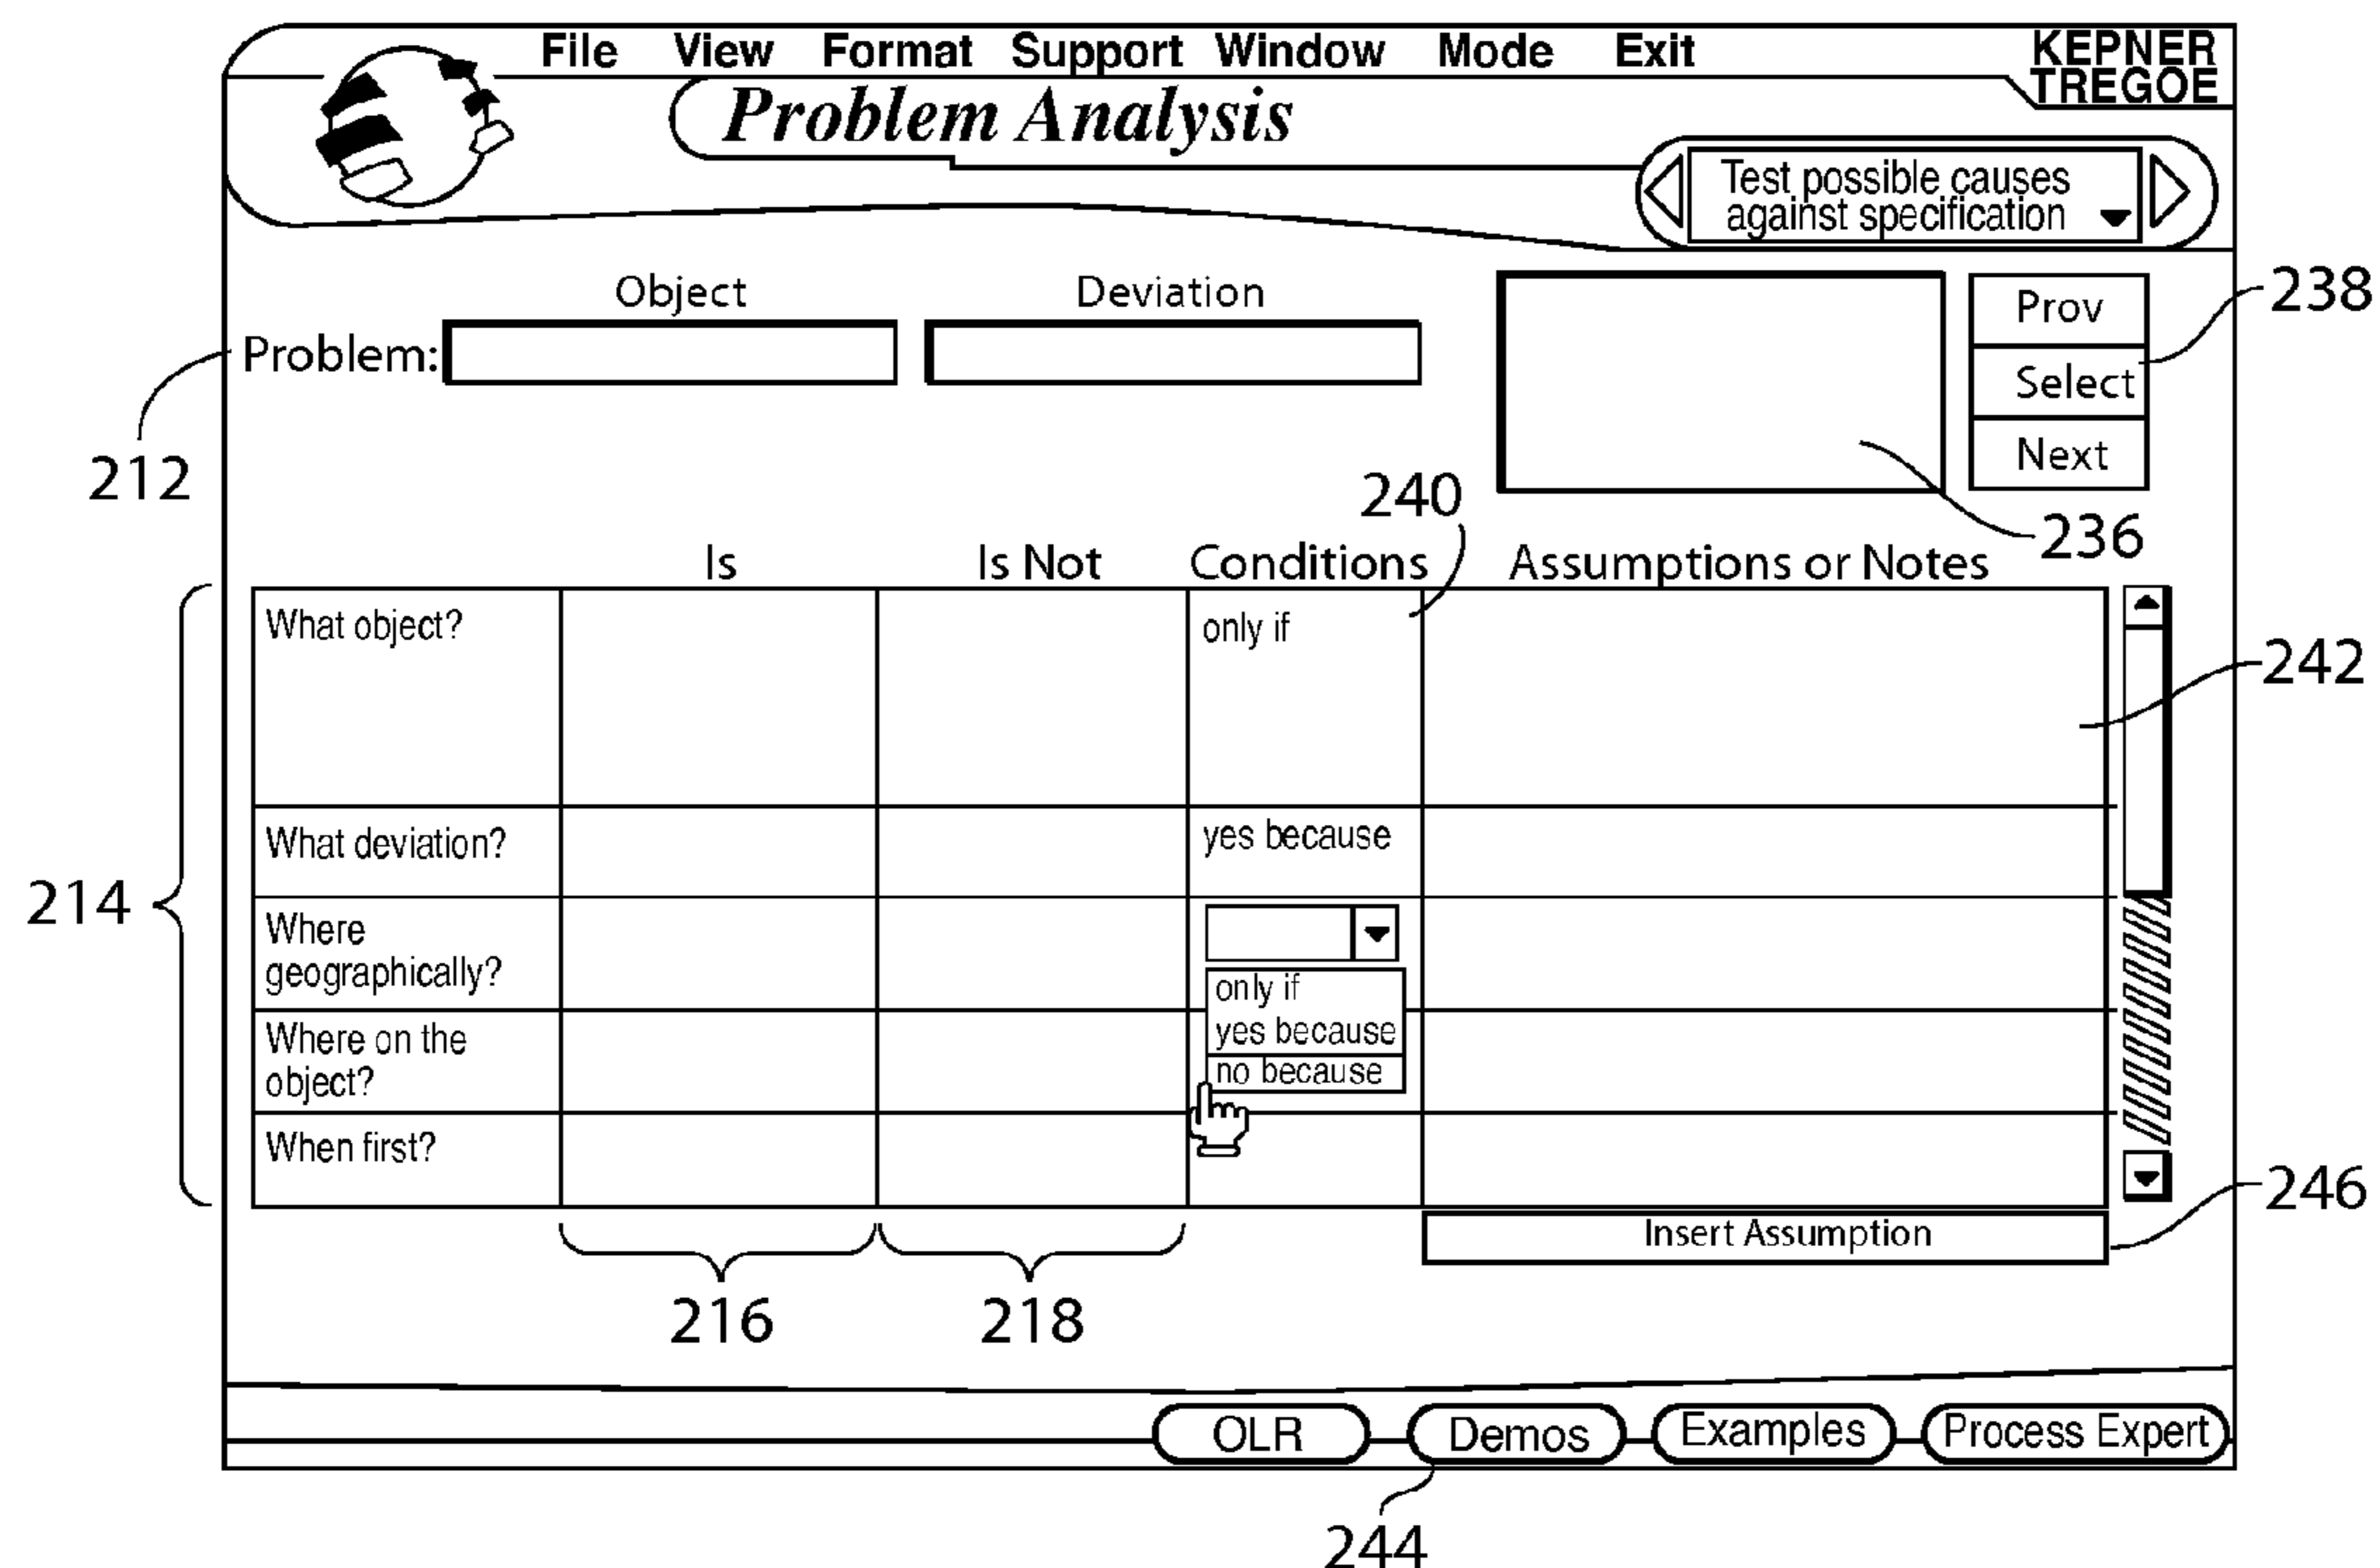 File View Format Support Window Mode Exit
KEPNER
TREGOE
Problem Analysis
Test possible causes
against specification
Object Deviation
Problem:
Prov
Select
Next
238
212
240
236
Is Is Not Conditions Assumptions or Notes
What object? only if
242
What deviation? yes because
214
Where
geographically?
only if
yes because
no because
Where on the
object?
When first?
246
Insert Assumption
216 218
OLR Demos Examples Process Expert
244